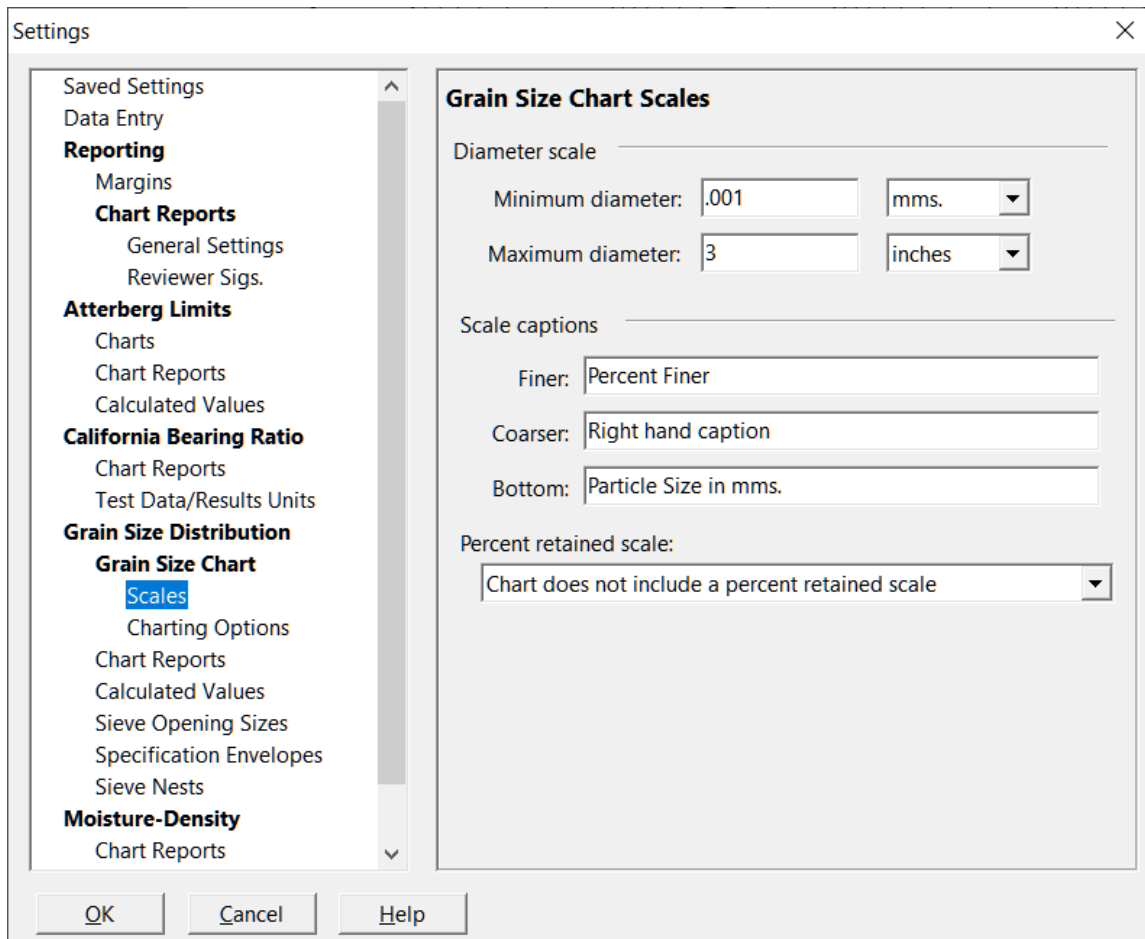 Settings
Saved Settings
Data Entry
Reporting
Margins
Chart Reports
General Settings
Reviewer Sigs.
Atterberg Limits
Charts
Chart Reports
Calculated Values
California Bearing Ratio
Chart Reports
Test Data/Results Units
Grain Size Distribution
Grain Size Chart
Scales
Charting Options
Chart Reports
Calculated Values
Sieve Opening Sizes
Specification Envelopes
Sieve Nests
Moisture-Density
Chart Reports
Grain Size Chart Scales
Diameter scale
Minimum diameter: .001 mms.
Maximum diameter: 3 inches
Scale captions
Finer: Percent Finer
Coarser: Right hand caption
Bottom: Particle Size in mms.
Percent retained scale:
Chart does not include a percent retained scale
OK Cancel Help